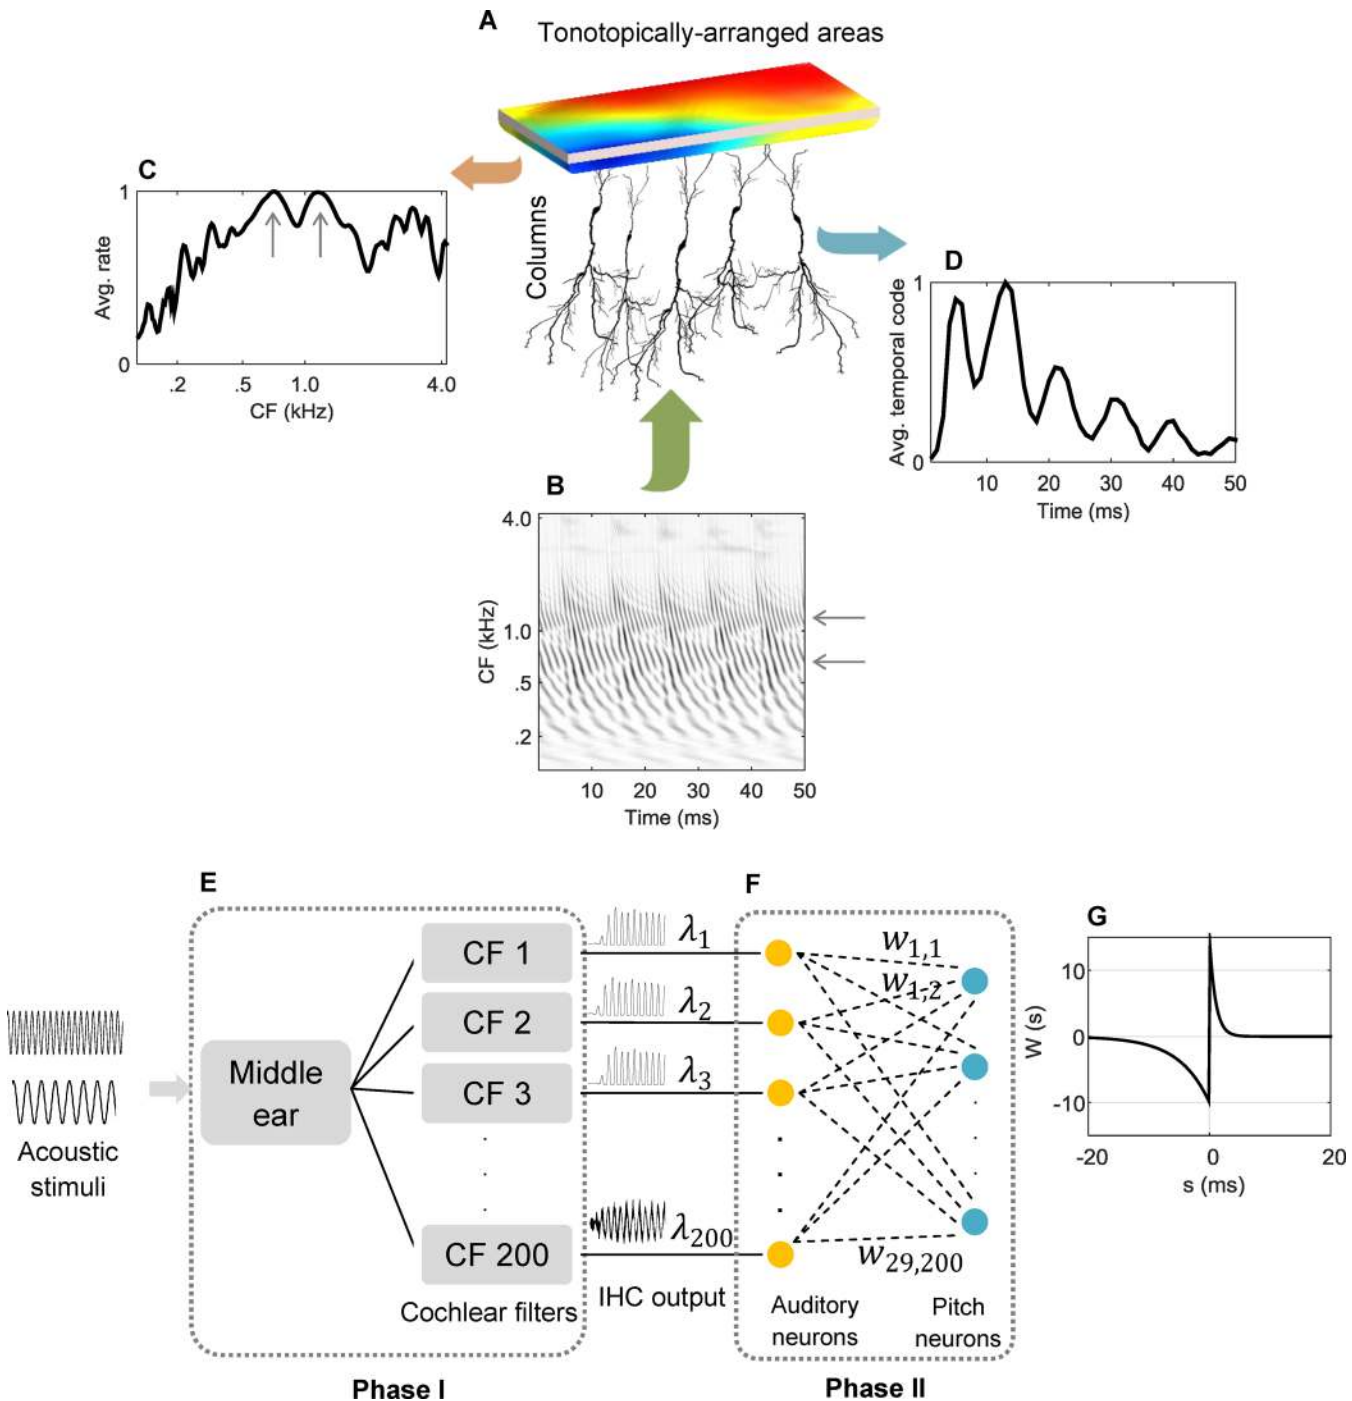 A
Tonotopically-arranged areas
C
1
Avg. rate
0
.2 .5 1.0 4.0
CF (kHz)
Columns
D
1
Avg. temporal code
0
10 20 30 40 50
Time (ms)
B
4.0
1.0
.5
.2
CF (kHz)
10 20 30 40 50
Time (ms)
E
F
G
Acoustic
stimuli
Middle
ear
CF 1
CF 2
CF 3
CF 200
Cochlear filters
λ1
λ2
λ3
λ200
IHC output
w1,1
w1,2
w29,200
Auditory
neurons
Pitch
neurons
Phase I
Phase II
10
0
-10
W (s)
-20 0 20
s (ms)